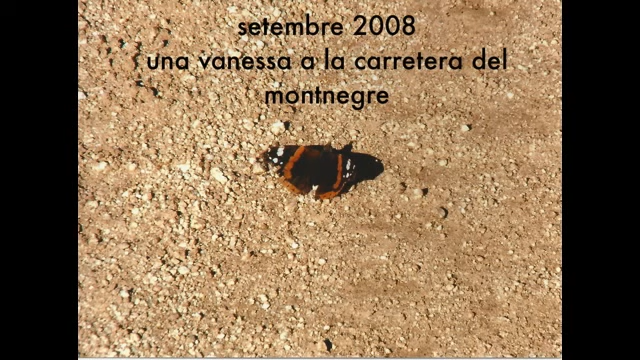 setembre 2008
una vanessa a la carretera del
montnegre